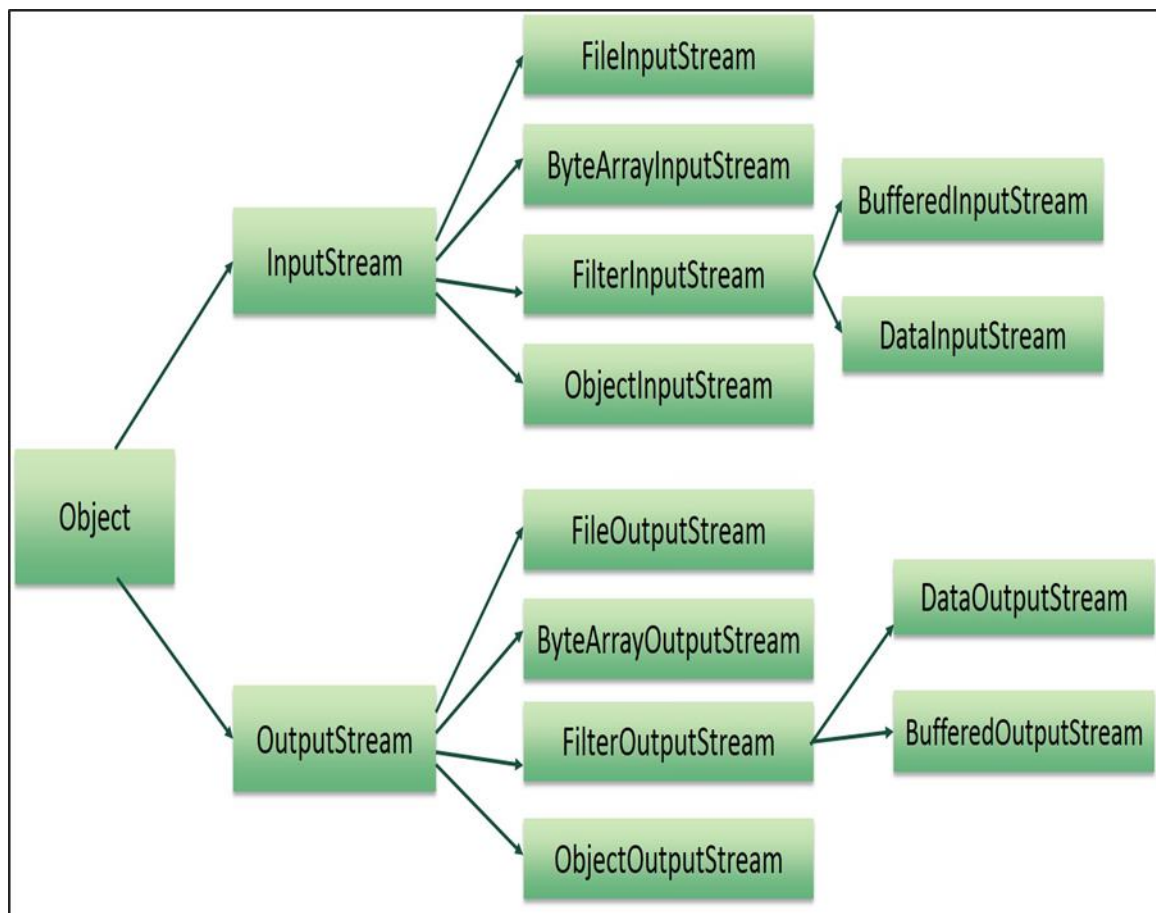 FileInputStream
ByteArrayInputStream
BufferedInputStream
InputStream
FilterInputStream
DataInputStream
ObjectInputStream
Object
FileOutputStream
DataOutputStream
ByteArrayOutputStream
OutputStream
FilterOutputStream
BufferedOutputStream
ObjectOutputStream